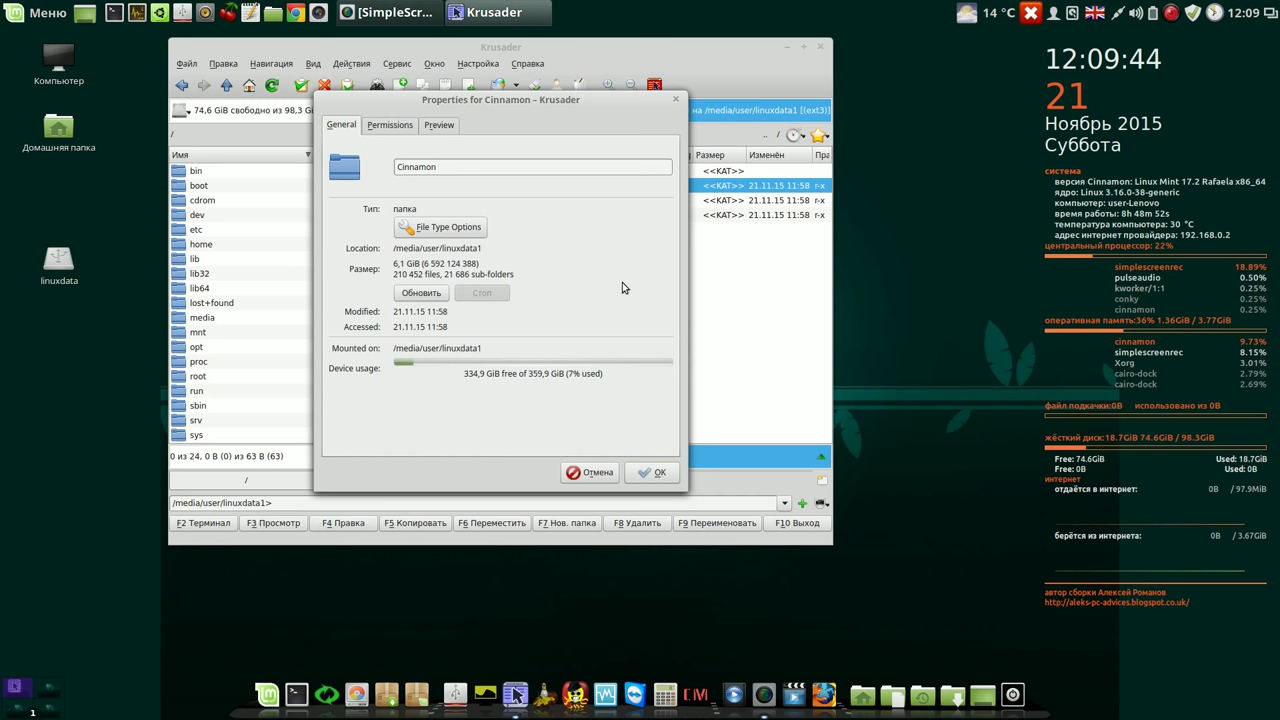 Меню
[SimpleScr...
Krusader
14 °C
12:09
Компьютер
Домашняя папка
linuxdata
Krusader
Файл Правка Навигация Вид Действия Сервис Окно Настройка Справка
74,6 GiB свободно из 98,3 G
на /media/user/linuxdata1 [(ext3)]
/
.. /
Имя
Размер Изменён Пра
bin
boot
cdrom
dev
etc
home
lib
lib32
lib64
lost+found
media
mnt
opt
proc
root
run
sbin
srv
sys
<<КАТ>>
<<КАТ>> 21.11.15 11:58 r-x
<<КАТ>> 21.11.15 11:58 r-x
<<КАТ>> 21.11.15 11:58 r-x
0 из 24, 0 B (0) из 63 B (63)
/
/media/user/linuxdata1>
F2 Терминал F3 Просмотр F4 Правка F5 Копировать F6 Переместить F7 Нов. папка F8 Удалить F9 Переименовать F10 Выход
Properties for Cinnamon – Krusader
General Permissions Preview
Cinnamon
Тип: папка
File Type Options
Location: /media/user/linuxdata1
Размер: 6,1 GiB (6 592 124 388)
210 452 files, 21 686 sub-folders
Обновить Стоп
Modified: 21.11.15 11:58
Accessed: 21.11.15 11:58
Mounted on: /media/user/linuxdata1
Device usage:
334,9 GiB free of 359,9 GiB (7% used)
Отмена OK
12:09:44
21
Ноябрь 2015
Суббота
система
версия Cinnamon: Linux Mint 17.2 Rafaela x86_64
ядро: Linux 3.16.0-38-generic
компьютер: user-Lenovo
время работы: 8h 48m 52s
температура компьютера: 30 °C
адрес интернет провайдера: 192.168.0.2
центральный процессор: 22%
simplescreenrec 18.89%
pulseaudio 0.50%
kworker/1:1 0.25%
conky 0.25%
cinnamon 0.25%
оперативная память:36% 1.36GiB / 3.77GiB
cinnamon 9.73%
simplescreenrec 8.15%
Xorg 3.01%
cairo-dock 2.79%
cairo-dock 2.69%
файл подкачки:0B использовано из 0B
жёсткий диск:18.7GiB 74.6GiB / 98.3GiB
Free: 74.6GiB Used: 18.7GiB
Free: 0B Used: 0B
интернет
отдаётся в интернет: 0B / 97.9MiB
берётся из интернета: 0B / 3.67GiB
автор сборки Алексей Романов
http://aleks-pc-advices.blogspot.co.uk/
CM
1